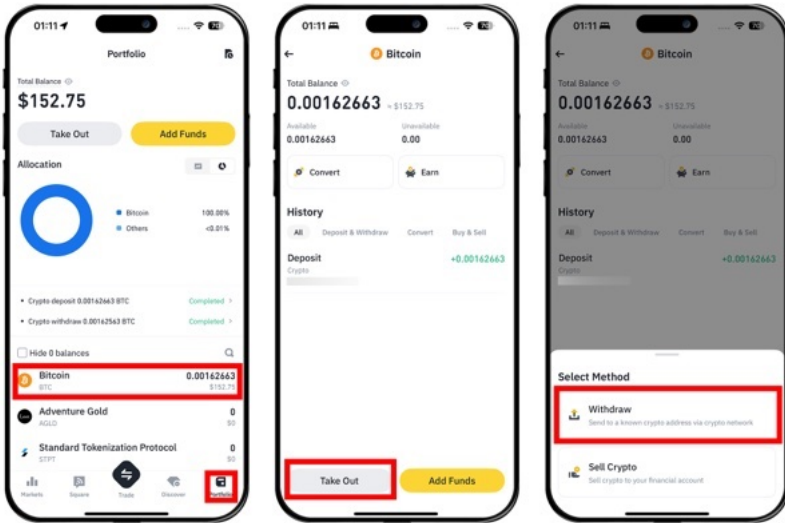 01:11
Portfolio
Total Balance
$152.75
Take Out
Add Funds
Allocation
Bitcoin 100.00%
Others <0.01%
Crypto deposit 0.00162663 BTC Completed >
Crypto withdraw 0.00162563 BTC Completed >
Hide 0 balances
Bitcoin 0.00162663
BTC $152.75
Adventure Gold 0
AGLD $0
Standard Tokenization Protocol 0
STPT $0
Markets Square Trade Discover Portfolio
01:11
Bitcoin
Total Balance
0.00162663 ≈ $152.75
Available Unavailable
0.00162663 0.00
Convert Earn
History
All Deposit & Withdraw Convert Buy & Sell
Deposit +0.00162663
Crypto
Take Out Add Funds
01:11
Bitcoin
Total Balance
0.00162663 ≈ $152.75
Available Unavailable
0.00162663 0.00
Convert Earn
History
All Deposit & Withdraw Convert Buy & Sell
Deposit +0.00162663
Crypto
Select Method
Withdraw
Send to a known crypto address via crypto network
Sell Crypto
Sell crypto to your financial account